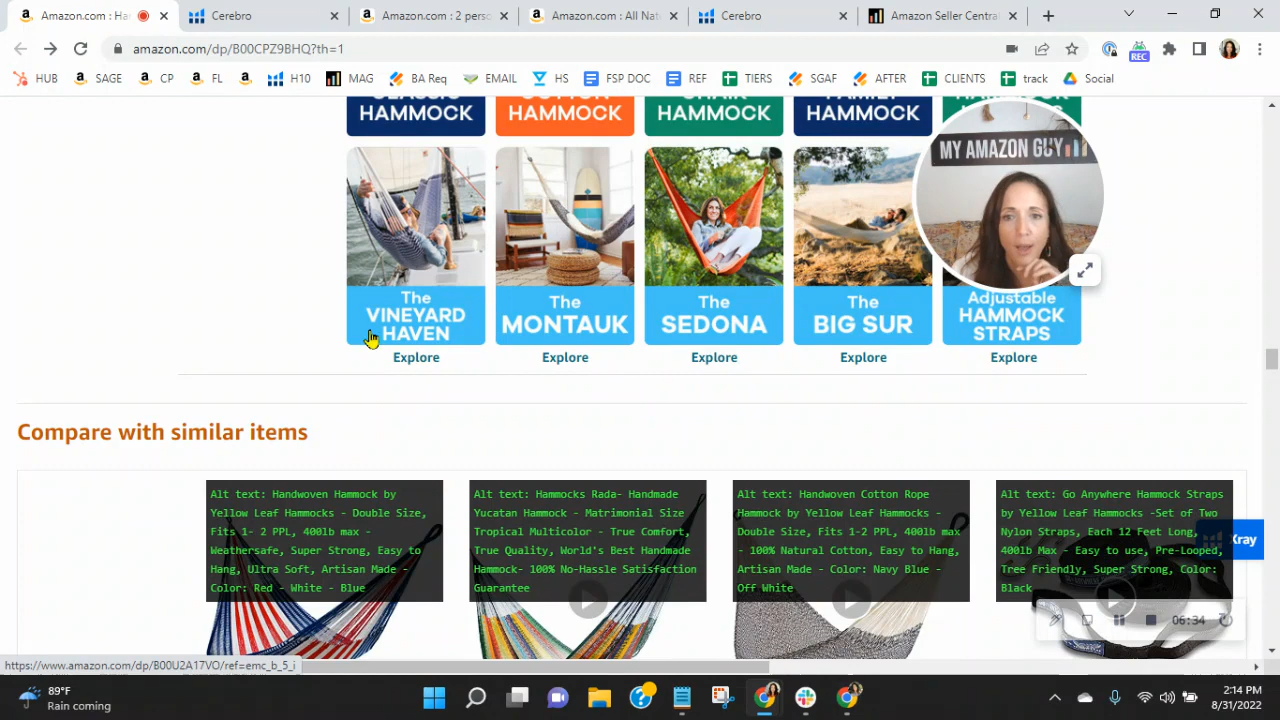 Amazon.com : Ha
Cerebro
Amazon.com : 2 pers
Amazon.com : All Nat
Cerebro
Amazon Seller Centra
amazon.com/dp/B00CPZ9BHQ?th=1
REC
HUB
SAGE
CP
FL
H10
MAG
BA Req
EMAIL
HS
FSP DOC
REF
TIERS
SGAF
AFTER
CLIENTS
track
Social
HAMMOCK
HAMMOCK
HAMMOCK
HAMMOCK
MY AMAZON GUY
The
VINEYARD
HAVEN
Explore
The
MONTAUK
Explore
The
SEDONA
Explore
The
BIG SUR
Explore
Adjustable
HAMMOCK
STRAPS
Explore
Compare with similar items
Alt text: Handwoven Hammock by
Yellow Leaf Hammocks - Double Size,
Fits 1- 2 PPL, 400lb max -
Weathersafe, Super Strong, Easy to
Hang, Ultra Soft, Artisan Made -
Color: Red - White - Blue
Alt text: Hammocks Rada- Handmade
Yucatan Hammock - Matrimonial Size
Tropical Multicolor - True Comfort,
True Quality, World's Best Handmade
Hammock- 100% No-Hassle Satisfaction
Guarantee
Alt text: Handwoven Cotton Rope
Hammock by Yellow Leaf Hammocks -
Double Size, Fits 1-2 PPL, 400lb max
- 100% Natural Cotton, Easy to Hang,
Artisan Made - Color: Navy Blue -
Off White
Alt text: Go Anywhere Hammock Straps
by Yellow Leaf Hammocks -Set of Two
Nylon Straps, Each 12 Feet Long,
400lb Max - Easy to use, Pre-Looped,
Tree Friendly, Super Strong, Color:
Black
Xray
06:34
https://www.amazon.com/dp/B00U2A17VO/ref=emc_b_5_i
89°F
Rain coming
2:14 PM
8/31/2022